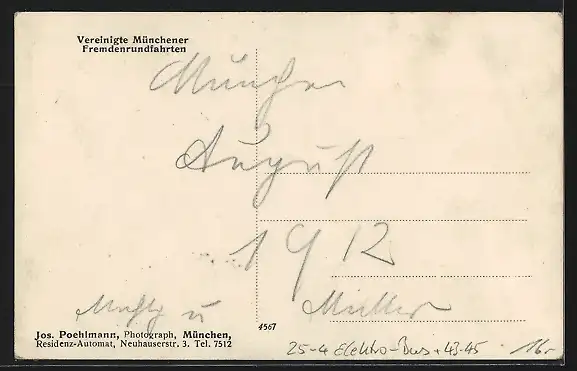 Vereinigte Münchener
Fremdenrundfahrten
München
August
1912
u Mutter
Jos. Poehlmann, Photograph, München,
Residenz-Automat, Neuhauserstr. 3. Tel. 7512
4567
25-4 Elektro-Bus + 43-45 16,-